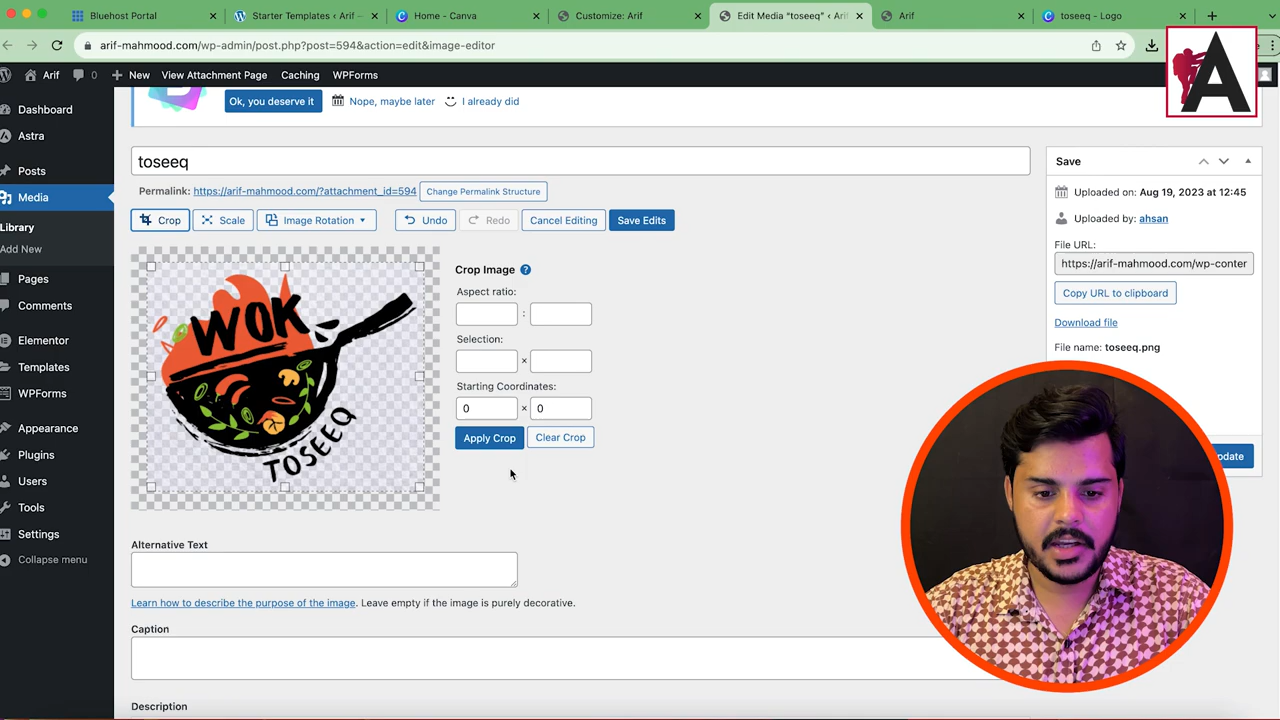 Bluehost Portal
Starter Templates ‹ Arif –
Home - Canva
Customize: Arif
Edit Media "toseeq" ‹ Ari
Arif
toseeq - Logo
arif-mahmood.com/wp-admin/post.php?post=594&action=edit&image-editor
Arif 0 New View Attachment Page Caching WPForms
Ok, you deserve it Nope, maybe later I already did
Dashboard
Astra
Posts
Media
Library
Add New
Pages
Comments
Elementor
Templates
WPForms
Appearance
Plugins
Users
Tools
Settings
Collapse menu
toseeq
Permalink: https://arif-mahmood.com/?attachment_id=594 Change Permalink Structure
Crop Scale Image Rotation Undo Redo Cancel Editing Save Edits
WOK
TOSEEQ
Crop Image ?
Aspect ratio:
:
Selection:
×
Starting Coordinates:
0 × 0
Apply Crop Clear Crop
Alternative Text
Learn how to describe the purpose of the image. Leave empty if the image is purely decorative.
Caption
Description
Save
Uploaded on: Aug 19, 2023 at 12:45
Uploaded by: ahsan
File URL:
https://arif-mahmood.com/wp-conter
Copy URL to clipboard
Download file
File name: toseeq.png
pdate
A